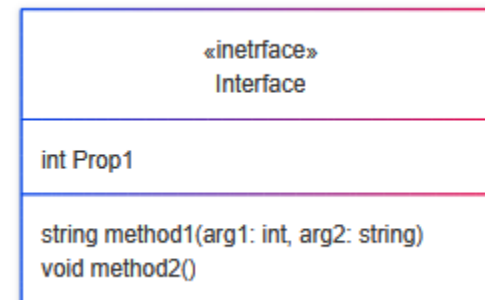 «inetrface»
Interface
int Prop1
string method1(arg1: int, arg2: string)
void method2()